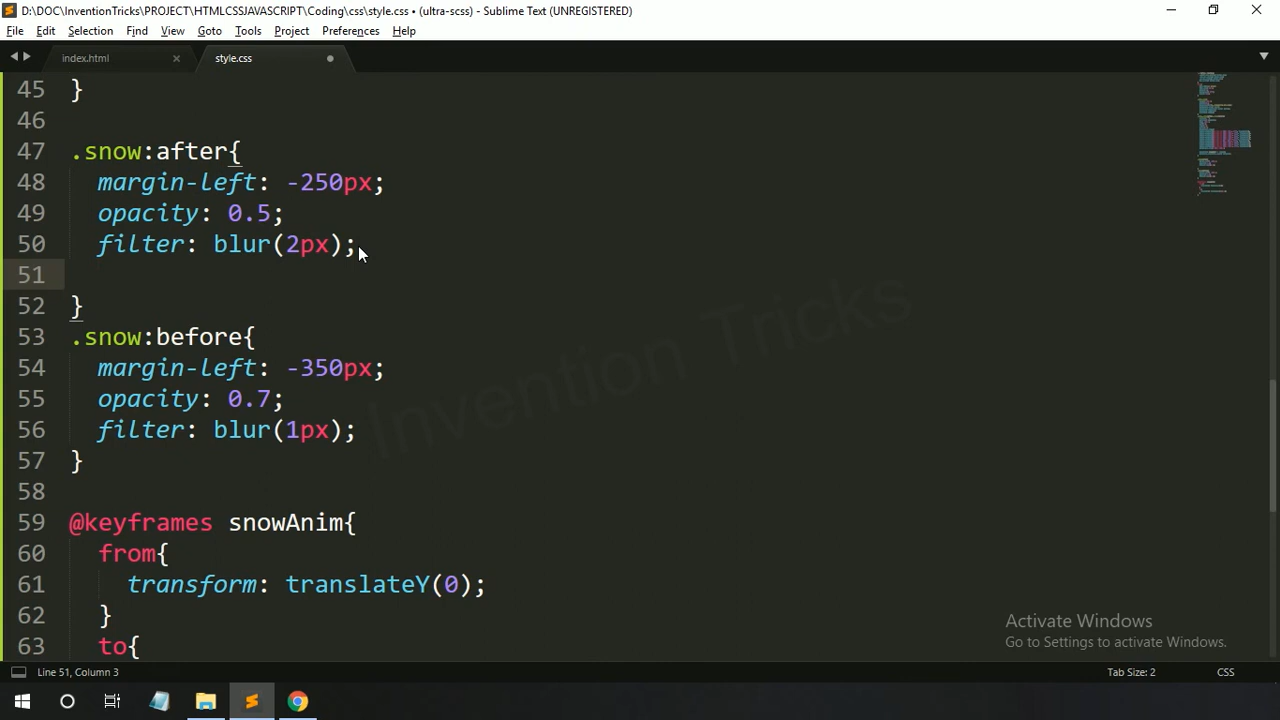 D:\DOC\InventionTricks\PROJECT\HTMLCSSJAVASCRIPT\Coding\css\style.css • (ultra-scss) - Sublime Text (UNREGISTERED)
File Edit Selection Find View Goto Tools Project Preferences Help
index.html × style.css
45 }
46
47 .snow:after{
48 margin-left: -250px;
49 opacity: 0.5;
50 filter: blur(2px);
51
52 }
53 .snow:before{
54 margin-left: -350px;
55 opacity: 0.7;
56 filter: blur(1px);
57 }
58
59 @keyframes snowAnim{
60 from{
61 transform: translateY(0);
62 }
63 to{
Invention Tricks
Activate Windows
Go to Settings to activate Windows.
Line 51, Column 3 Tab Size: 2 CSS